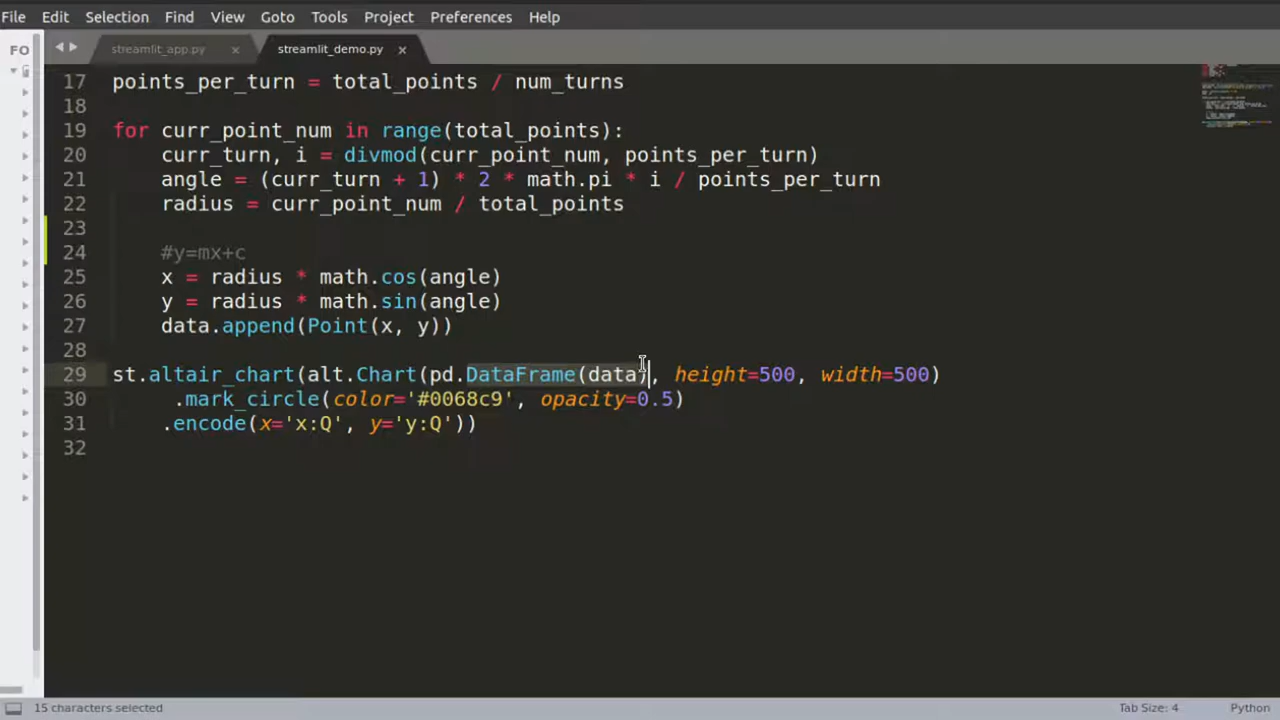 File Edit Selection Find View Goto Tools Project Preferences Help
FO
streamlit_app.py × streamlit_demo.py ×
17 points_per_turn = total_points / num_turns
18
19 for curr_point_num in range(total_points):
20     curr_turn, i = divmod(curr_point_num, points_per_turn)
21     angle = (curr_turn + 1) * 2 * math.pi * i / points_per_turn
22     radius = curr_point_num / total_points
23
24     #y=mx+c
25     x = radius * math.cos(angle)
26     y = radius * math.sin(angle)
27     data.append(Point(x, y))
28
29 st.altair_chart(alt.Chart(pd.DataFrame(data), height=500, width=500)
30     .mark_circle(color='#0068c9', opacity=0.5)
31     .encode(x='x:Q', y='y:Q'))
32
15 characters selected Tab Size: 4 Python